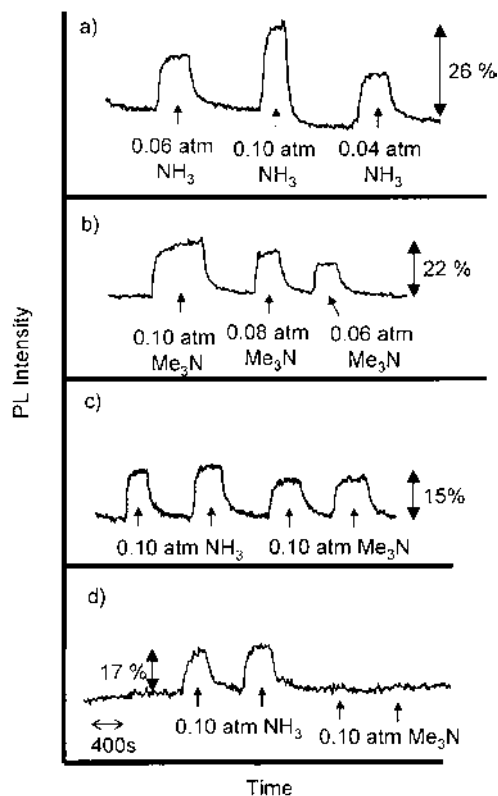 a)
26 %
0.06 atm 0.10 atm 0.04 atm
NH₃ NH₃ NH₃
b)
22 %
0.10 atm 0.08 atm 0.06 atm
Me₃N Me₃N Me₃N
PL Intensity
c)
15%
0.10 atm NH₃ 0.10 atm Me₃N
d)
17 %
0.10 atm NH₃ 0.10 atm Me₃N
400s
Time